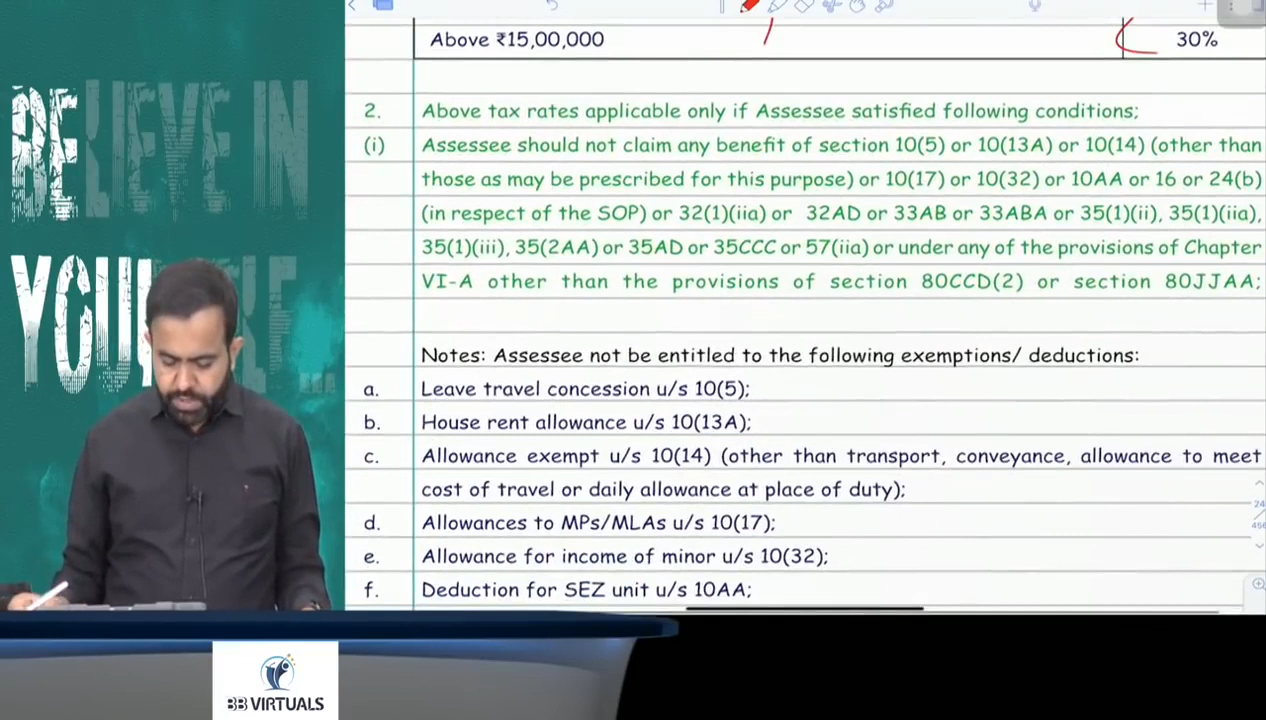 BELIEVE IN
YOURSELF...
Above ₹15,00,000 30%
2. Above tax rates applicable only if Assessee satisfied following conditions;
(i) Assessee should not claim any benefit of section 10(5) or 10(13A) or 10(14) (other than
those as may be prescribed for this purpose) or 10(17) or 10(32) or 10AA or 16 or 24(b)
(in respect of the SOP) or 32(1)(iia) or 32AD or 33AB or 33ABA or 35(1)(ii), 35(1)(iia),
35(1)(iii), 35(2AA) or 35AD or 35CCC or 57(iia) or under any of the provisions of Chapter
VI-A other than the provisions of section 80CCD(2) or section 80JJAA;
Notes: Assessee not be entitled to the following exemptions/ deductions:
a. Leave travel concession u/s 10(5);
b. House rent allowance u/s 10(13A);
c. Allowance exempt u/s 10(14) (other than transport, conveyance, allowance to meet
cost of travel or daily allowance at place of duty);
d. Allowances to MPs/MLAs u/s 10(17);
e. Allowance for income of minor u/s 10(32);
f. Deduction for SEZ unit u/s 10AA;
24
456
BB VIRTUALS